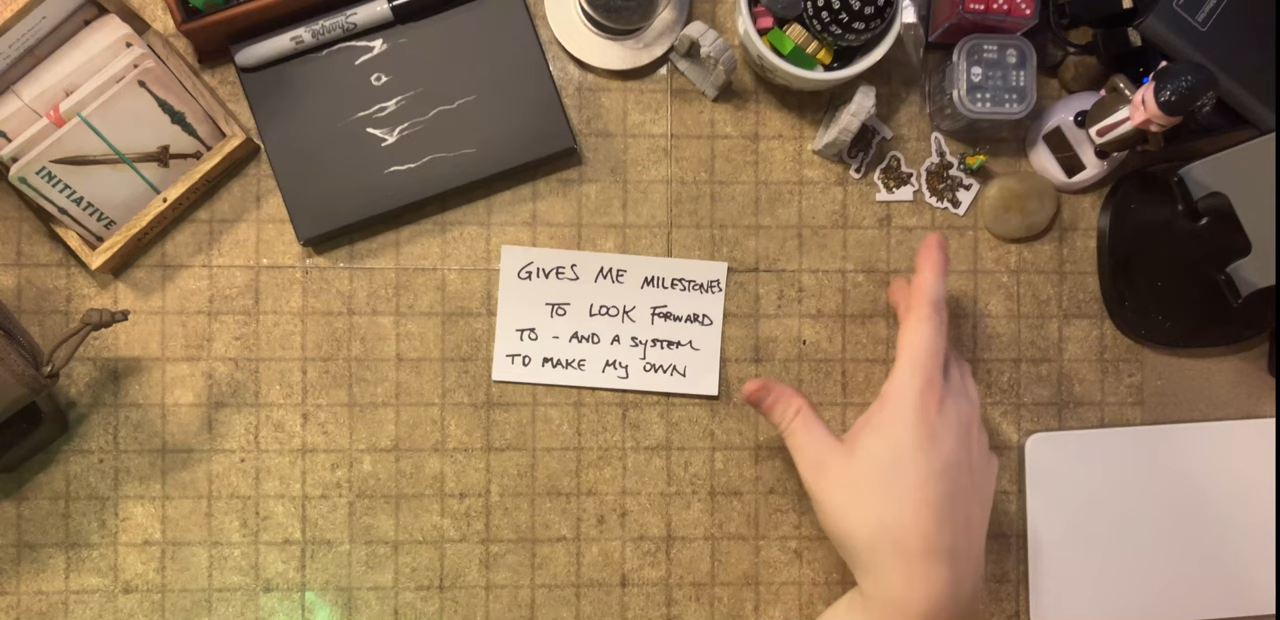 Sharpie
INITIATIVE
GIVES ME MILESTONES
TO LOOK FORWARD
TO - AND A SYSTEM
TO MAKE MY OWN